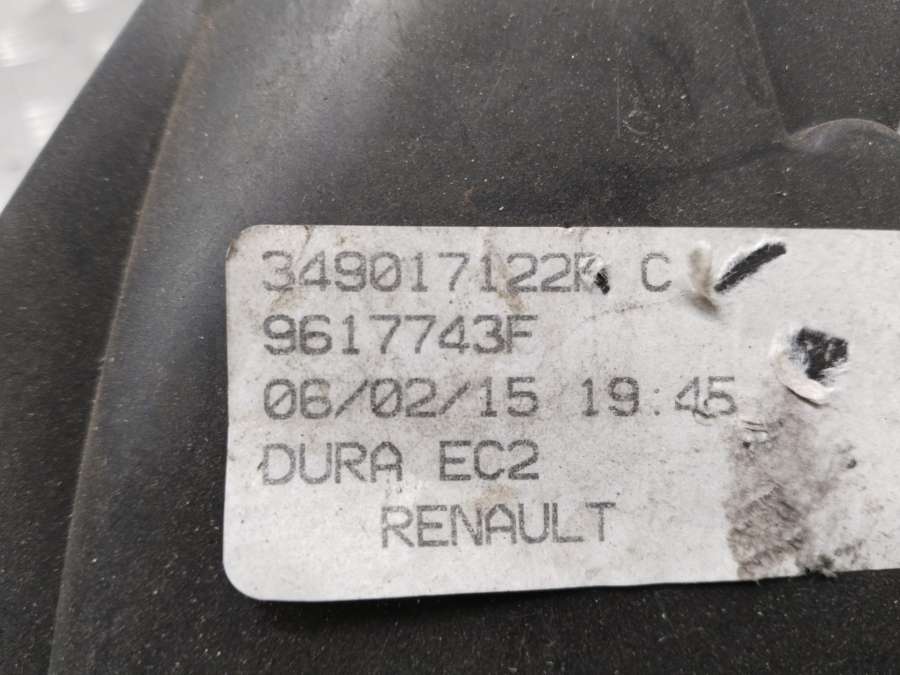 349017122R C
9617743F
06/02/15 19:45
DURA EC2
RENAULT